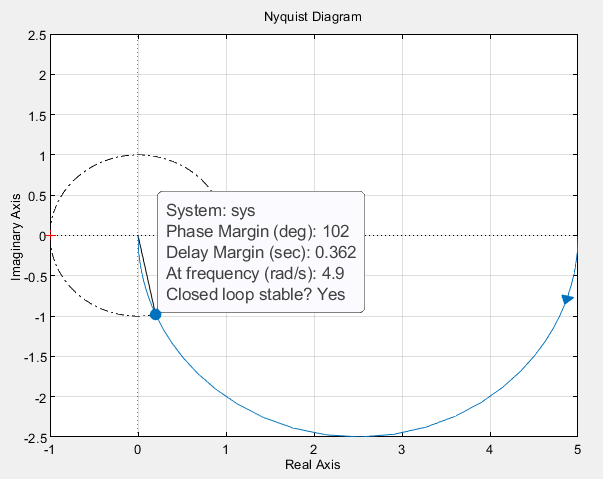 Nyquist Diagram
2.5
2
1.5
1
0.5
0
-0.5
-1
-1.5
-2
-2.5
Imaginary Axis
System: sys
Phase Margin (deg): 102
Delay Margin (sec): 0.362
At frequency (rad/s): 4.9
Closed loop stable? Yes
-1 0 1 2 3 4 5
Real Axis